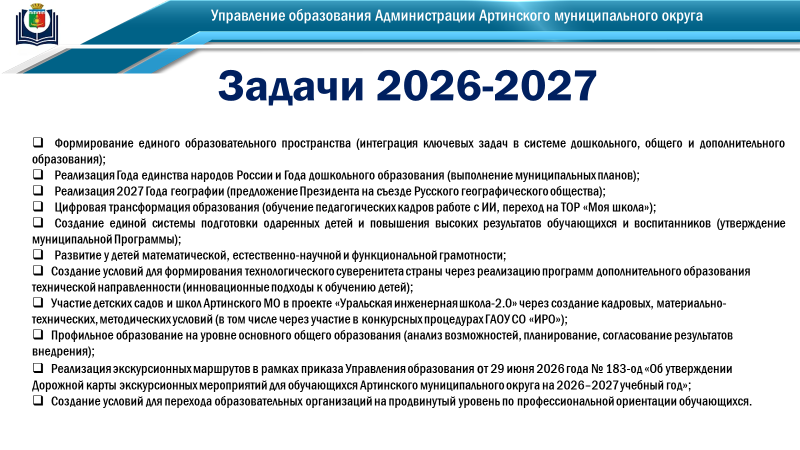 Управление образования Администрации Артинского муниципального округа
Задачи 2026-2027
❑ Формирование единого образовательного пространства (интеграция ключевых задач в системе дошкольного, общего и дополнительного
образования);
❑ Реализация Года единства народов России и Года дошкольного образования (выполнение муниципальных планов);
❑ Реализация 2027 Года географии (предложение Президента на съезде Русского географического общества);
❑ Цифровая трансформация образования (обучение педагогических кадров работе с ИИ, переход на ТОР «Моя школа»);
❑ Создание единой системы подготовки одаренных детей и повышения высоких результатов обучающихся и воспитанников (утверждение
муниципальной Программы);
❑ Развитие у детей математической, естественно-научной и функциональной грамотности;
❑ Создание условий для формирования технологического суверенитета страны через реализацию программ дополнительного образования
технической направленности (инновационные подходы к обучению детей);
❑ Участие детских садов и школ Артинского МО в проекте «Уральская инженерная школа-2.0» через создание кадровых, материально-
технических, методических условий (в том числе через участие в конкурсных процедурах ГАОУ СО «ИРО»);
❑ Профильное образование на уровне основного общего образования (анализ возможностей, планирование, согласование результатов
внедрения);
❑ Реализация экскурсионных маршрутов в рамках приказа Управления образования от 29 июня 2026 года № 183-од «Об утверждении
Дорожной карты экскурсионных мероприятий для обучающихся Артинского муниципального округа на 2026–2027 учебный год»;
❑ Создание условий для перехода образовательных организаций на продвинутый уровень по профессиональной ориентации обучающихся.